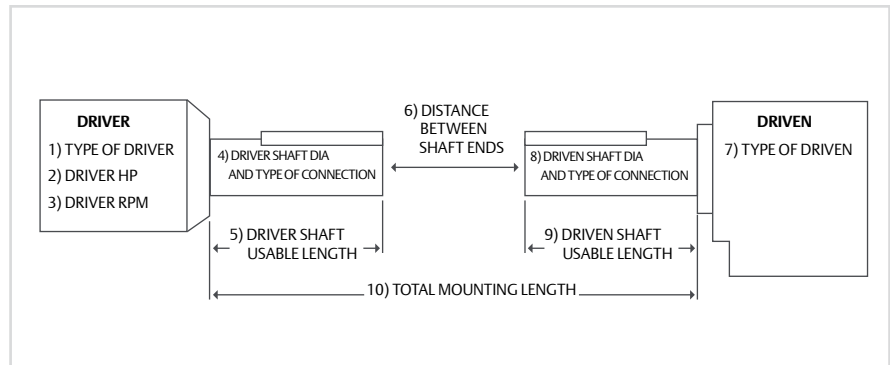 DRIVER
1) TYPE OF DRIVER
2) DRIVER HP
3) DRIVER RPM
4) DRIVER SHAFT DIA
AND TYPE OF CONNECTION
5) DRIVER SHAFT
USABLE LENGTH
6) DISTANCE
BETWEEN
SHAFT ENDS
DRIVEN
7) TYPE OF DRIVEN
8) DRIVEN SHAFT DIA
AND TYPE OF CONNECTION
9) DRIVEN SHAFT
USABLE LENGTH
10) TOTAL MOUNTING LENGTH